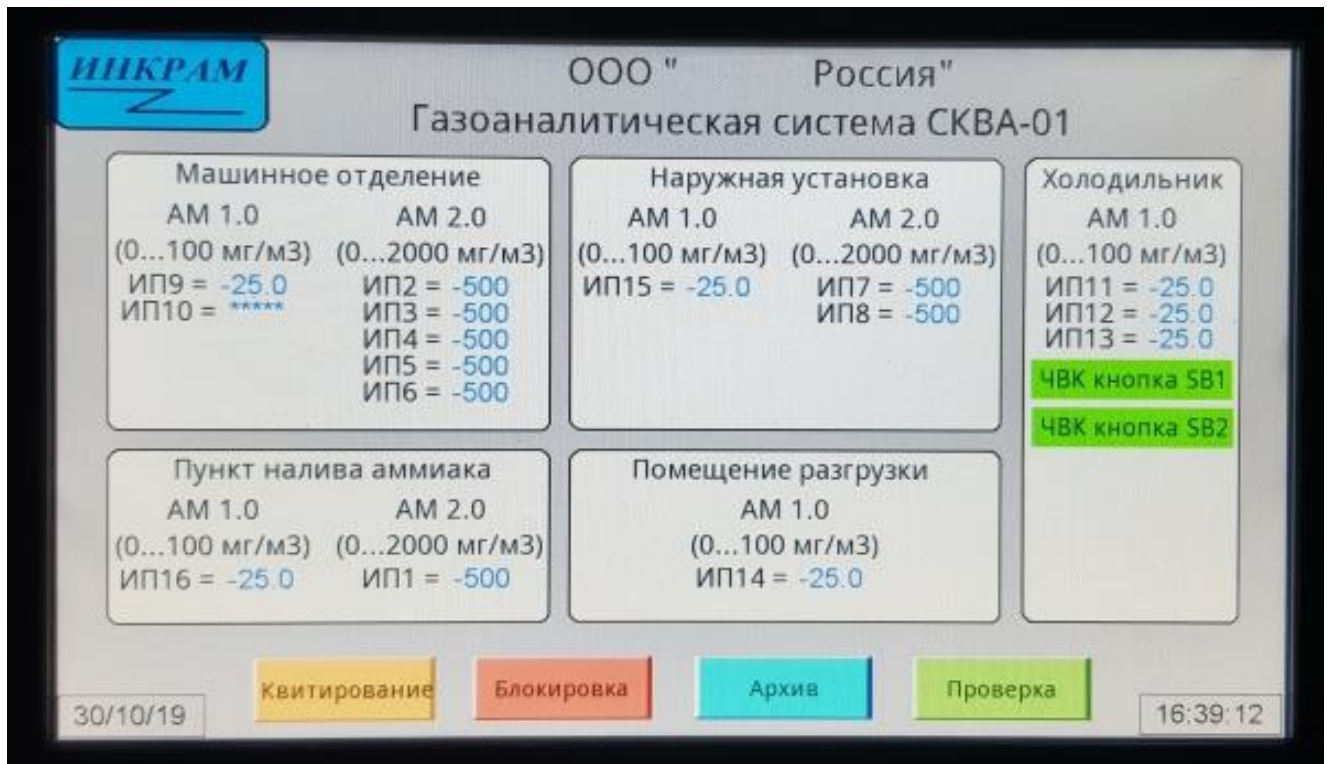 ИНКРАМ
ООО " Россия"
Газоаналитическая система СКВА-01
Машинное отделение
АМ 1.0 АМ 2.0
(0...100 мг/м3) (0...2000 мг/м3)
ИП9 = -25.0 ИП2 = -500
ИП10 = ***** ИП3 = -500
ИП4 = -500
ИП5 = -500
ИП6 = -500
Наружная установка
АМ 1.0 АМ 2.0
(0...100 мг/м3) (0...2000 мг/м3)
ИП15 = -25.0 ИП7 = -500
ИП8 = -500
Холодильник
АМ 1.0
(0...100 мг/м3)
ИП11 = -25.0
ИП12 = -25.0
ИП13 = -25.0
ЧВК кнопка SB1
ЧВК кнопка SB2
Пункт налива аммиака
АМ 1.0 АМ 2.0
(0...100 мг/м3) (0...2000 мг/м3)
ИП16 = -25.0 ИП1 = -500
Помещение разгрузки
АМ 1.0
(0...100 мг/м3)
ИП14 = -25.0
Квитирование Блокировка Архив Проверка
30/10/19 16:39:12